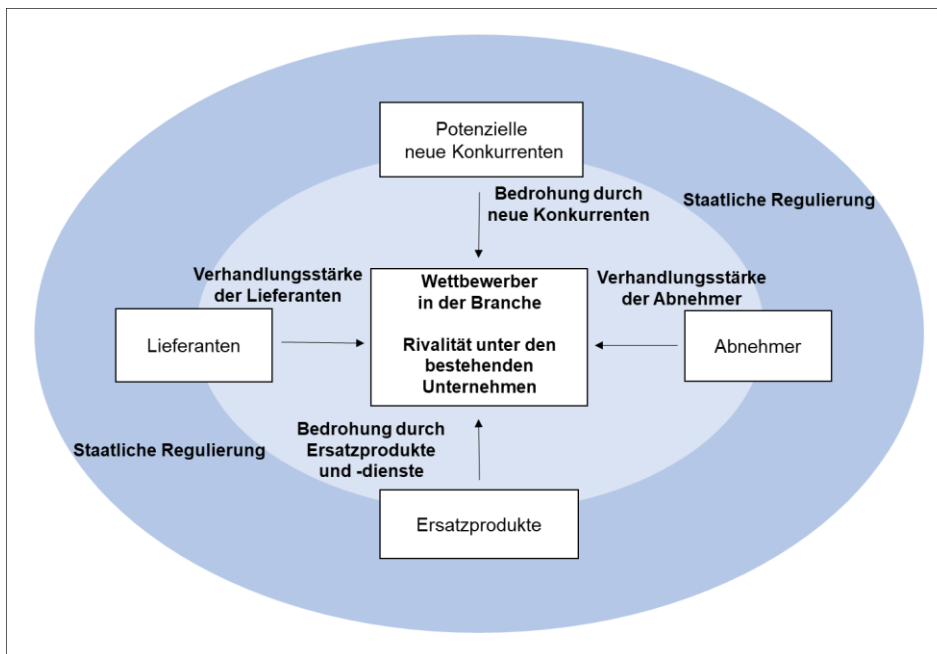 Potenzielle
neue Konkurrenten
Bedrohung durch
neue Konkurrenten
Staatliche Regulierung
Verhandlungsstärke
der Lieferanten
Wettbewerber
in der Branche
Rivalität unter den
bestehenden
Unternehmen
Verhandlungsstärke
der Abnehmer
Lieferanten
Abnehmer
Staatliche Regulierung
Bedrohung durch
Ersatzprodukte
und -dienste
Ersatzprodukte